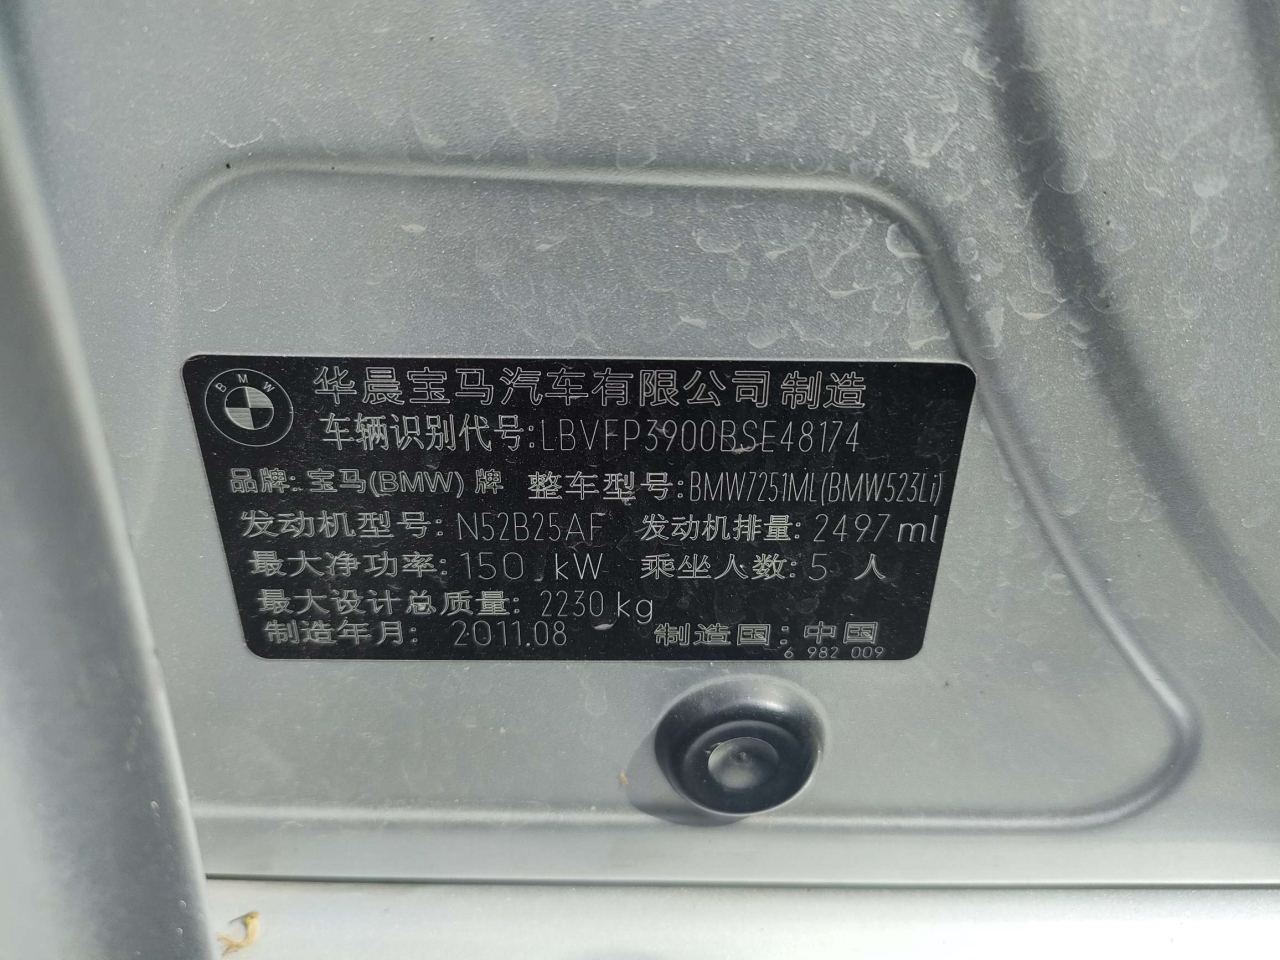 BMW
华晨宝马汽车有限公司制造
车辆识别代号:LBVFP3900BSE48174
品牌:宝马(BMW)牌 整车型号:BMW7251ML(BMW523Li)
发动机型号:N52B25AF 发动机排量:2497ml
最大净功率:150 kW 乘坐人数:5 人
最大设计总质量:2230kg
制造年月:2011.08 制造国:中国
6 982 009